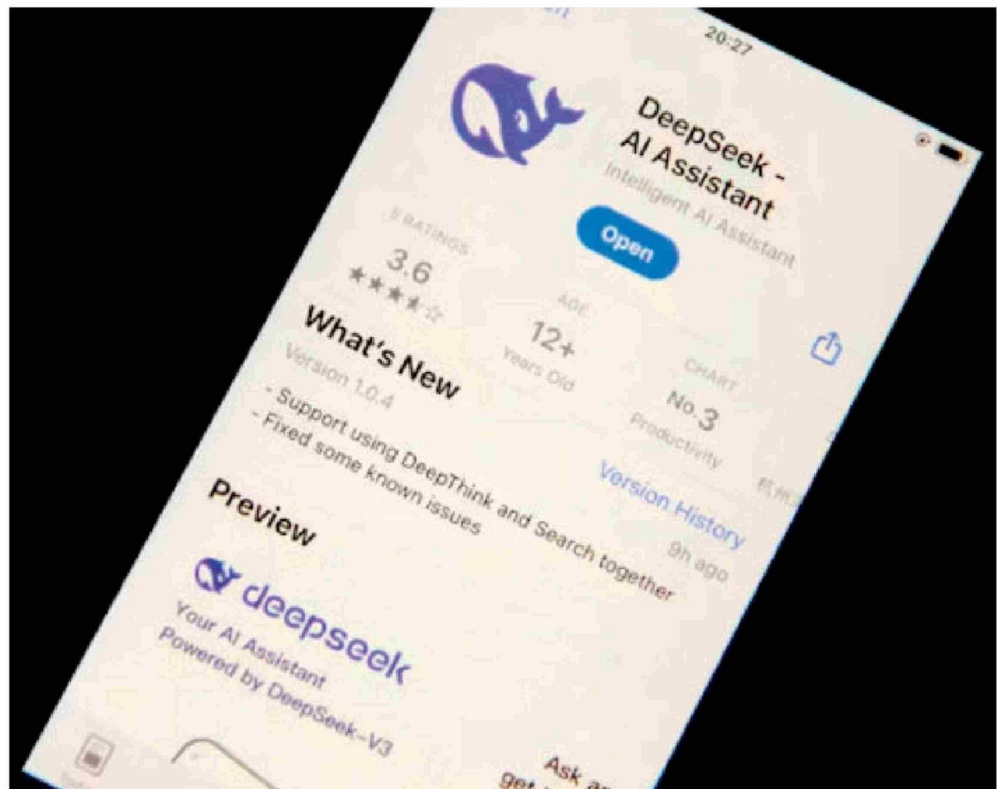 20:27
DeepSeek -
AI Assistant
Intelligent AI Assistant
Open
5 RATINGS
3.6
AGE
12+
Years Old
CHART
No.3
Productivity
What's New
Version History
Version 1.0.4
9h ago
- Support using DeepThink and Search together
- Fixed some known issues
Preview
deepseek
Your AI Assistant
Powered by DeepSeek-V3
Ask